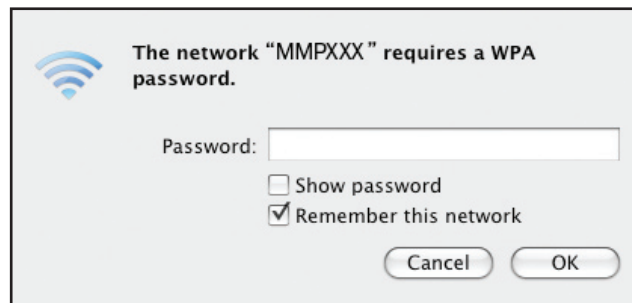 The network “MMPXXX” requires a WPA
password.
Password:
Show password
Remember this network
Cancel
OK